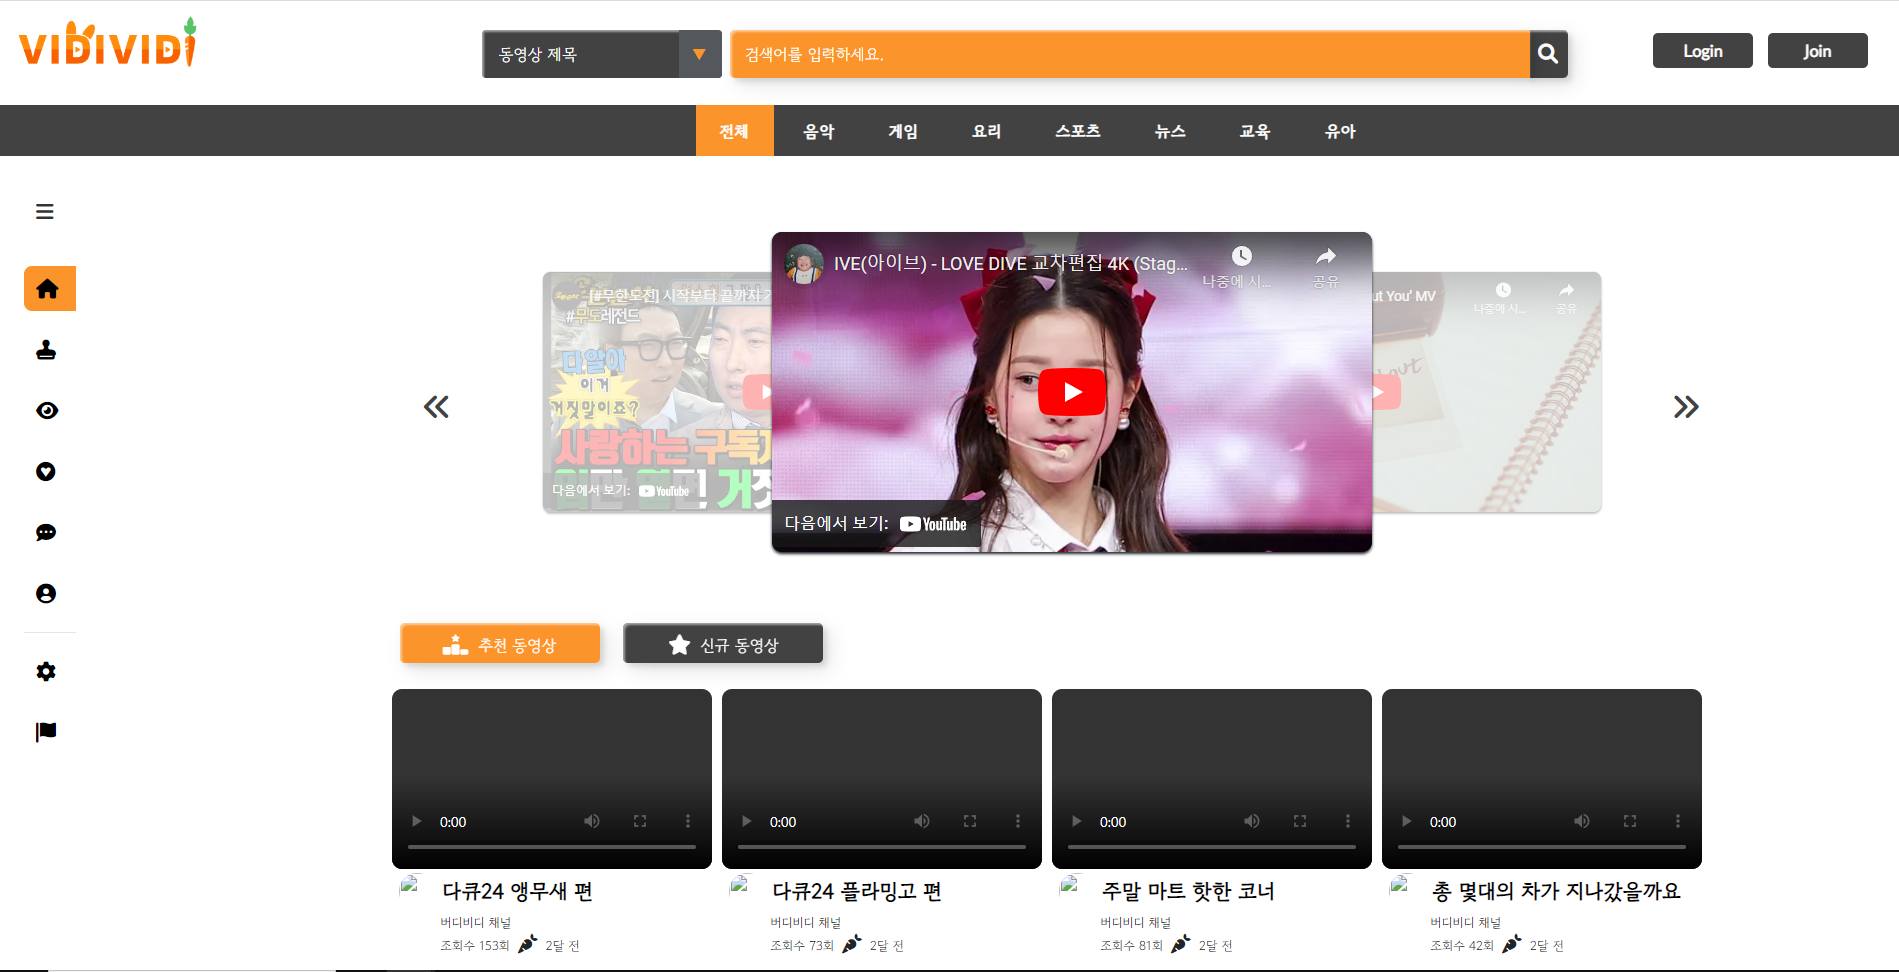 VIDIVIDI
동영상 제목 ▼
검색어를 입력하세요.
Login
Join
전체 음악 게임 요리 스포츠 뉴스 교육 유아
[#무한도전] 시작부터 끝까지
#무도레전드
다 알아
이거
거짓말이죠?
사랑하는 구독자
다음에서 보기: YouTube
IVE(아이브) - LOVE DIVE 교차편집 4K (Stag...
나중에 시...
공유
다음에서 보기: YouTube
ut You' MV
나중에 시...
공유
추천 동영상
신규 동영상
0:00
0:00
0:00
0:00
다큐24 앵무새 편
버디비디 채널
조회수 153회 2달 전
다큐24 플라밍고 편
버디비디 채널
조회수 73회 2달 전
주말 마트 핫한 코너
버디비디 채널
조회수 81회 2달 전
총 몇대의 차가 지나갔을까요
버디비디 채널
조회수 42회 2달 전